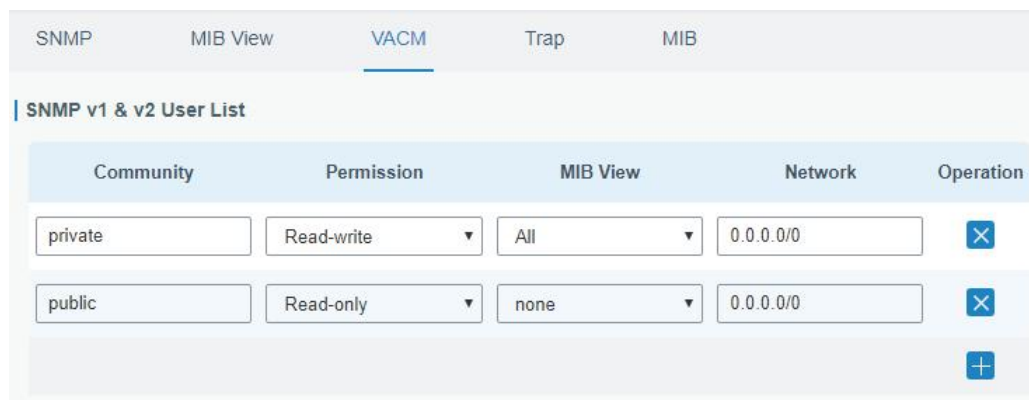 SNMP MIB View VACM Trap MIB
SNMP v1 & v2 User List
Community Permission MIB View Network Operation
private Read-write All 0.0.0.0/0
public Read-only none 0.0.0.0/0